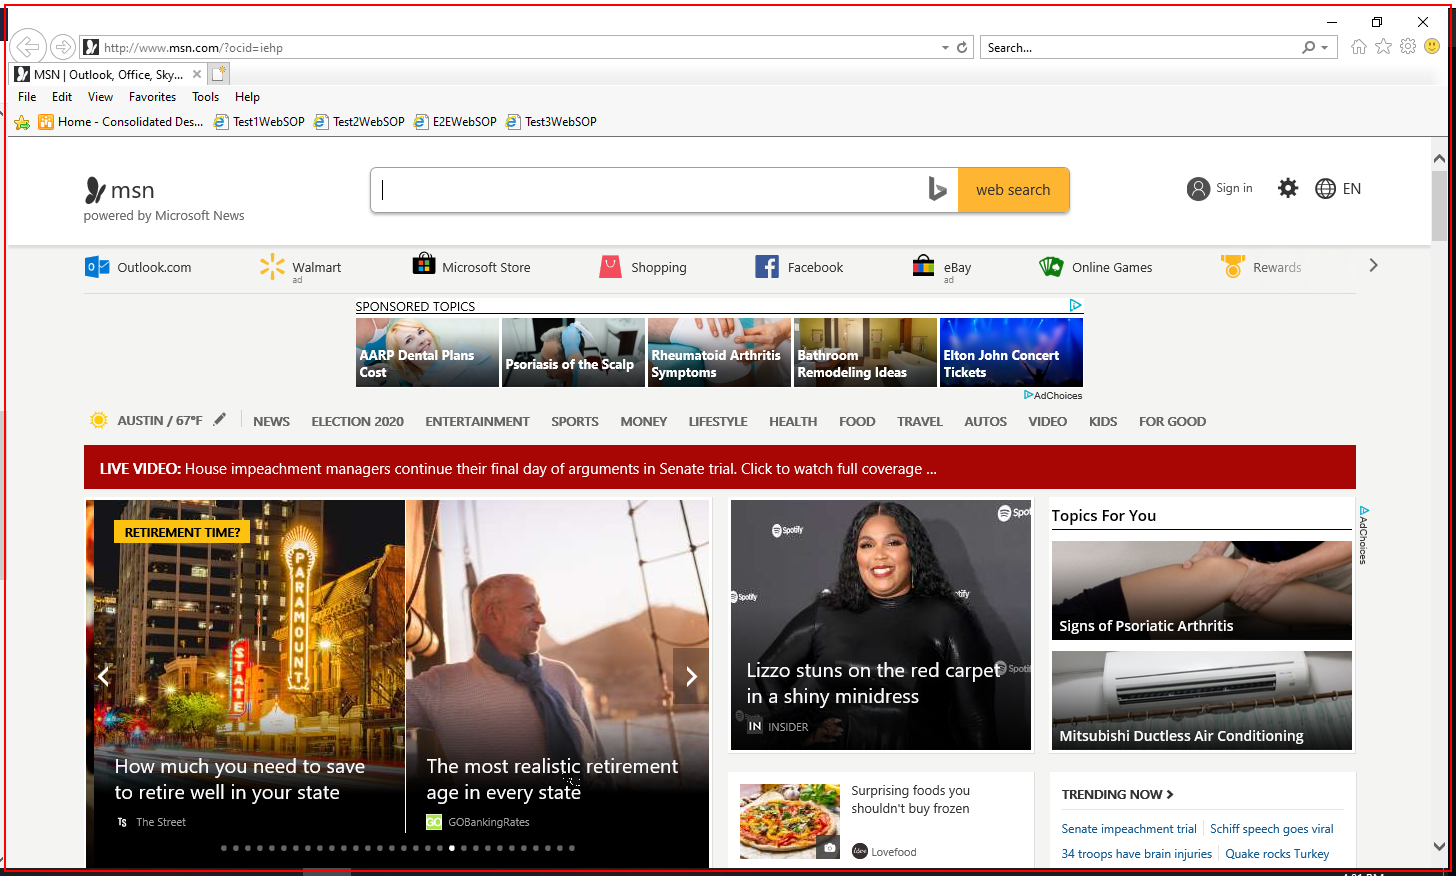 http://www.msn.com/?ocid=iehp
Search...
MSN | Outlook, Office, Sky...
File Edit View Favorites Tools Help
Home - Consolidated Des... Test1WebSOP Test2WebSOP E2EWebSOP Test3WebSOP
msn
powered by Microsoft News
web search
Sign in
EN
Outlook.com
Walmart
ad
Microsoft Store
Shopping
Facebook
eBay
ad
Online Games
Rewards
SPONSORED TOPICS
AARP Dental Plans
Cost
Psoriasis of the Scalp
Rheumatoid Arthritis
Symptoms
Bathroom
Remodeling Ideas
Elton John Concert
Tickets
AdChoices
AUSTIN / 67°F
NEWS ELECTION 2020 ENTERTAINMENT SPORTS MONEY LIFESTYLE HEALTH FOOD TRAVEL AUTOS VIDEO KIDS FOR GOOD
LIVE VIDEO: House impeachment managers continue their final day of arguments in Senate trial. Click to watch full coverage ...
RETIREMENT TIME?
PARAMOUNT
STATE
How much you need to save
to retire well in your state
TS The Street
The most realistic retirement
age in every state
GO GOBankingRates
Spotify
Spoti
Spotify
Lizzo stuns on the red carpet
in a shiny minidress
IN INSIDER
Topics For You
AdChoices
Signs of Psoriatic Arthritis
Mitsubishi Ductless Air Conditioning
Surprising foods you
shouldn't buy frozen
Lovefood
TRENDING NOW
Senate impeachment trial
Schiff speech goes viral
34 troops have brain injuries
Quake rocks Turkey